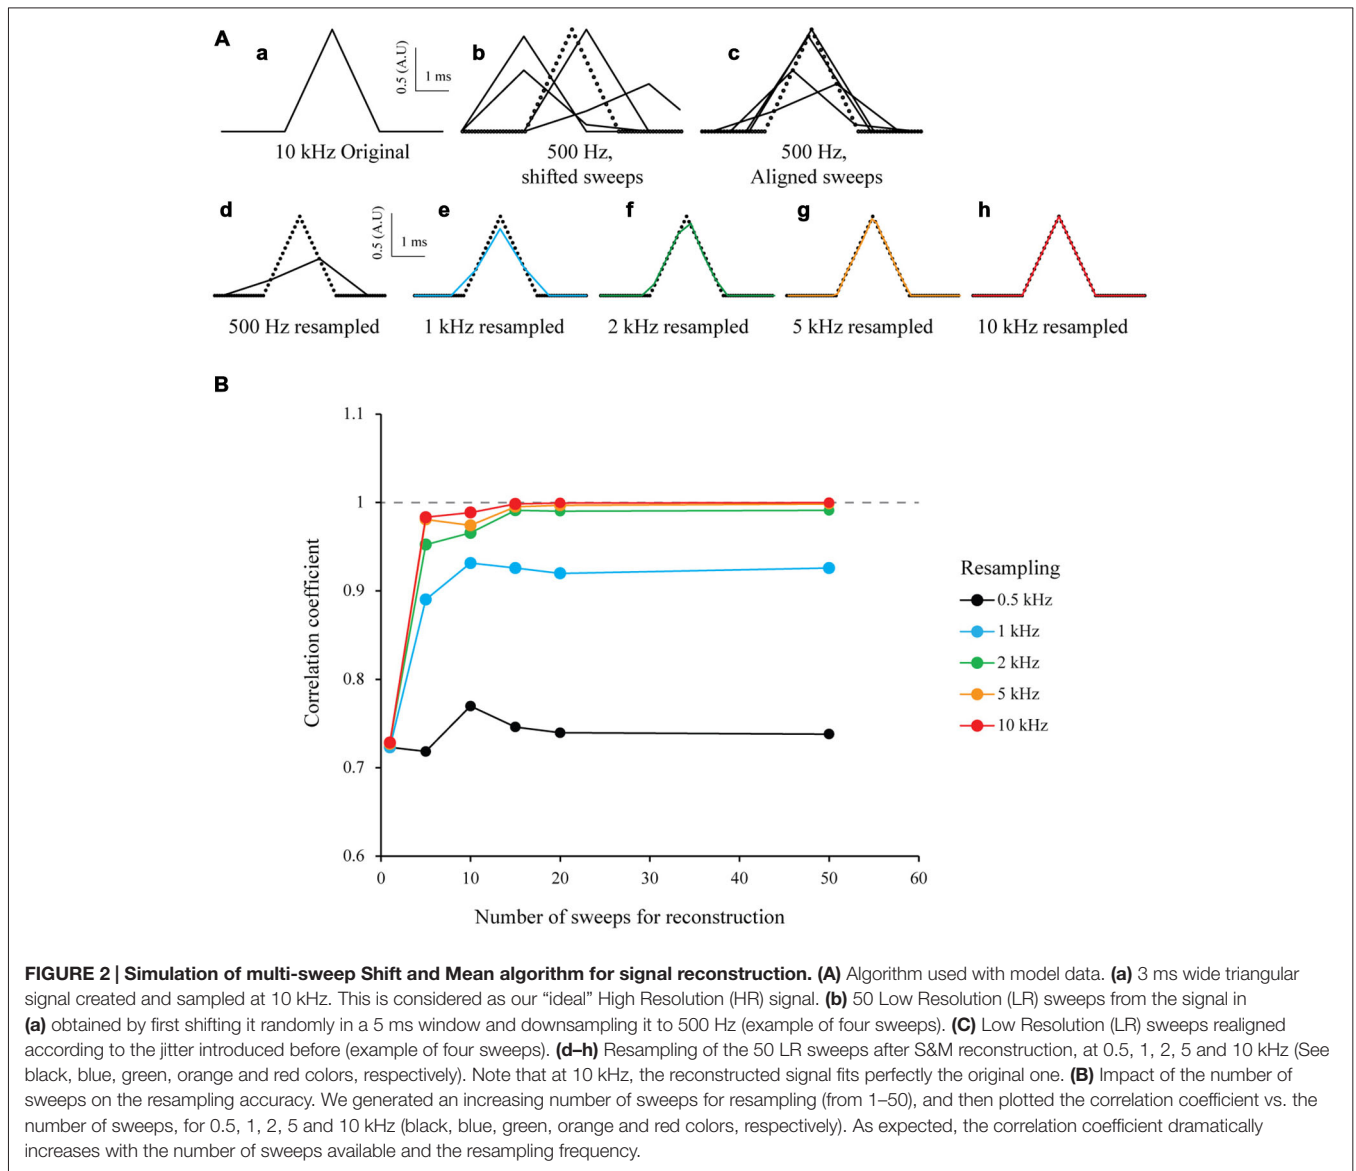 A
a
b
c
0.5 (A.U)
1 ms
10 kHz Original
500 Hz,
shifted sweeps
500 Hz,
Aligned sweeps
d
e
f
g
h
0.5 (A.U)
1 ms
500 Hz resampled
1 kHz resampled
2 kHz resampled
5 kHz resampled
10 kHz resampled
B
1.1
1
0.9
0.8
0.7
0.6
Correlation coefficient
0
10
20
30
40
50
60
Number of sweeps for reconstruction
Resampling
0.5 kHz
1 kHz
2 kHz
5 kHz
10 kHz
FIGURE 2 | Simulation of multi-sweep Shift and Mean algorithm for signal reconstruction. (A) Algorithm used with model data. (a) 3 ms wide triangular
signal created and sampled at 10 kHz. This is considered as our “ideal” High Resolution (HR) signal. (b) 50 Low Resolution (LR) sweeps from the signal in
(a) obtained by first shifting it randomly in a 5 ms window and downsampling it to 500 Hz (example of four sweeps). (C) Low Resolution (LR) sweeps realigned
according to the jitter introduced before (example of four sweeps). (d–h) Resampling of the 50 LR sweeps after S&M reconstruction, at 0.5, 1, 2, 5 and 10 kHz (See
black, blue, green, orange and red colors, respectively). Note that at 10 kHz, the reconstructed signal fits perfectly the original one. (B) Impact of the number of
sweeps on the resampling accuracy. We generated an increasing number of sweeps for resampling (from 1–50), and then plotted the correlation coefficient vs. the
number of sweeps, for 0.5, 1, 2, 5 and 10 kHz (black, blue, green, orange and red colors, respectively). As expected, the correlation coefficient dramatically
increases with the number of sweeps available and the resampling frequency.